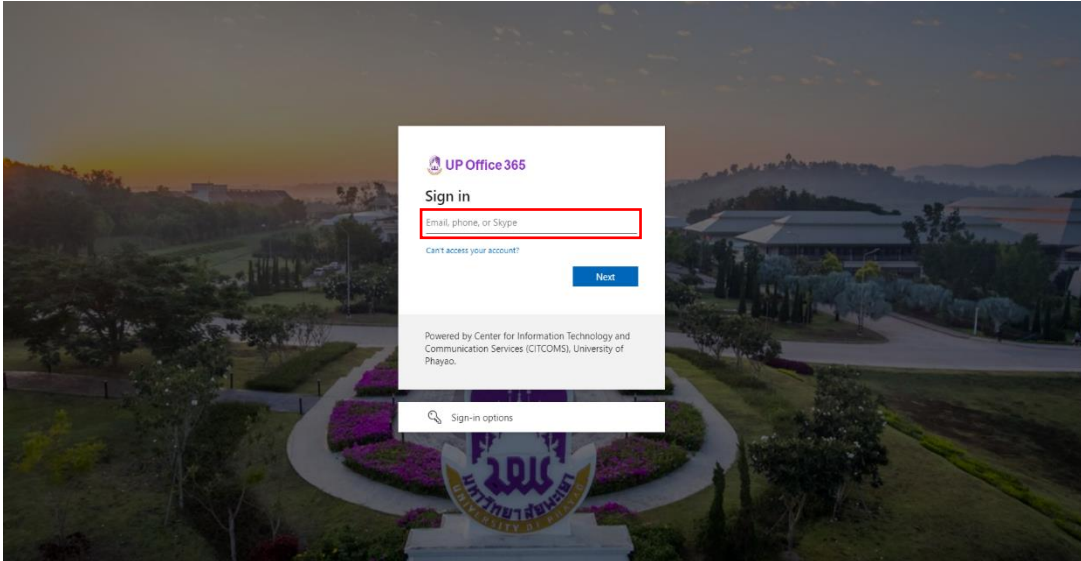 UP Office 365
Sign in
Email, phone, or Skype
Can't access your account?
Next
Powered by Center for Information Technology and
Communication Services (CITCOMS), University of
Phayao.
Sign-in options
มหาวิทยาลัยพะเยา
UNIVERSITY OF PHAYAO